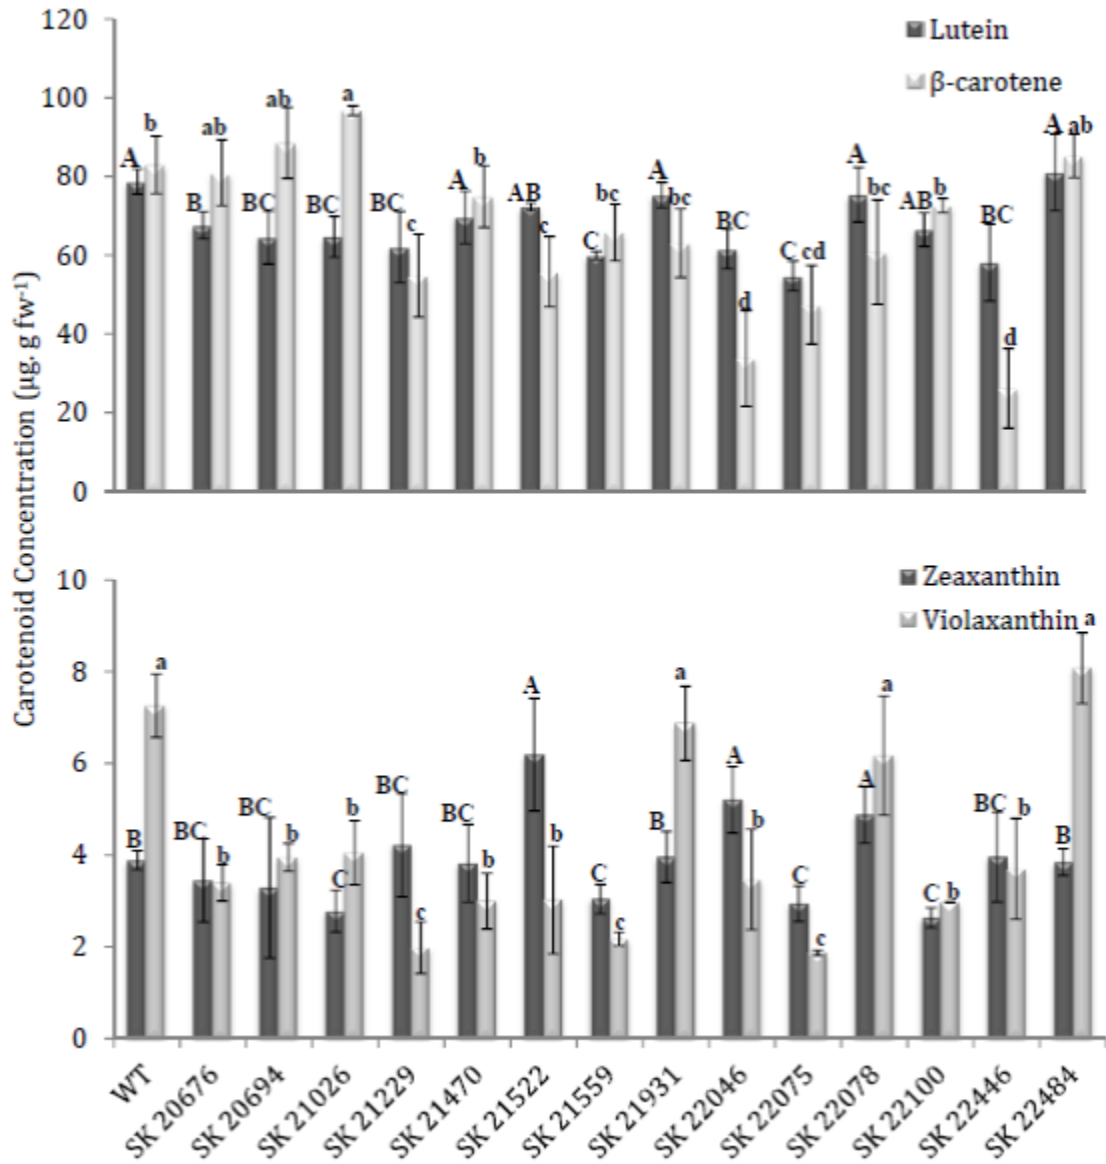 120
100
80
60
40
20
0
Lutein
β-carotene
A b
B ab
BC ab
BC a
BC c
A b
AB c
C bc
A bc
BC d
C cd
A bc
AB b
BC d
A ab
Carotenoid Concentration (µg. g fw-1)
10
8
6
4
2
0
Zeaxanthin
Violaxanthin
B a
BC b
BC b
C b
BC c
BC b
A b
C c
B a
A b
C c
A a
C b
BC b
B a
WT
SK 20676
SK 20694
SK 21026
SK 21229
SK 21470
SK 21522
SK 21559
SK 21931
SK 22046
SK 22075
SK 22078
SK 22100
SK 22446
SK 22484